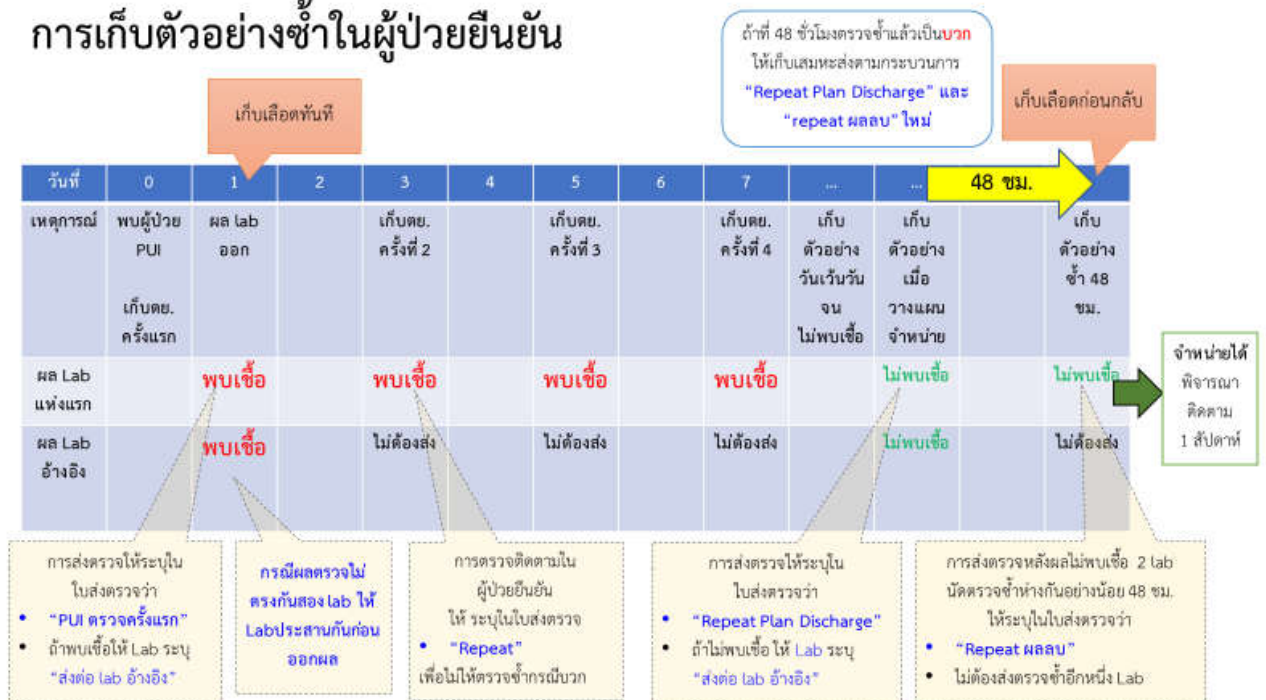 การเก็บตัวอย่างซ้ำในผู้ป่วยยืนยัน
ถ้าที่ 48 ชั่วโมงตรวจซ้ำแล้วเป็นบวก
ให้เก็บเสมหะส่งตามกระบวนการ
“Repeat Plan Discharge” และ
“repeat ผลลบ” ใหม่
เก็บเลือดทันที
เก็บเลือดก่อนกลับ
วันที่ 0 1 2 3 4 5 6 7 ... ... 48 ชม.
เหตุการณ์
พบผู้ป่วย
PUI
เก็บตย.
ครั้งแรก
ผล lab
ออก
เก็บตย.
ครั้งที่ 2
เก็บตย.
ครั้งที่ 3
เก็บตย.
ครั้งที่ 4
เก็บ
ตัวอย่าง
วันเว้นวัน
จน
ไม่พบเชื้อ
เก็บ
ตัวอย่าง
เมื่อ
วางแผน
จำหน่าย
เก็บ
ตัวอย่าง
ซ้ำ 48
ชม.
ผล Lab
แห่งแรก
พบเชื้อ พบเชื้อ พบเชื้อ พบเชื้อ ไม่พบเชื้อ ไม่พบเชื้อ
ผล Lab
อ้างอิง
พบเชื้อ ไม่ต้องส่ง ไม่ต้องส่ง ไม่ต้องส่ง ไม่พบเชื้อ ไม่ต้องส่ง
จำหน่ายได้
พิจารณา
ติดตาม
1 สัปดาห์
การส่งตรวจให้ระบุใน
ใบส่งตรวจว่า
• “PUI ตรวจครั้งแรก”
• ถ้าพบเชื้อให้ Lab ระบุ
“ส่งต่อ lab อ้างอิง”
กรณีผลตรวจไม่
ตรงกันสอง lab ให้
Labประสานกันก่อน
ออกผล
การตรวจติดตามใน
ผู้ป่วยยืนยัน
ให้ ระบุในใบส่งตรวจ
• “Repeat”
เพื่อไม่ให้ตรวจซ้ำกรณีบวก
การส่งตรวจให้ระบุใน
ใบส่งตรวจว่า
• “Repeat Plan Discharge”
• ถ้าไม่พบเชื้อ ให้ Lab ระบุ
“ส่งต่อ lab อ้างอิง”
การส่งตรวจหลังผลไม่พบเชื้อ 2 lab
นัดตรวจซ้ำห่างกันอย่างน้อย 48 ชม.
ให้ระบุในใบส่งตรวจว่า
• “Repeat ผลลบ”
• ไม่ต้องส่งตรวจซ้ำอีกหนึ่ง Lab